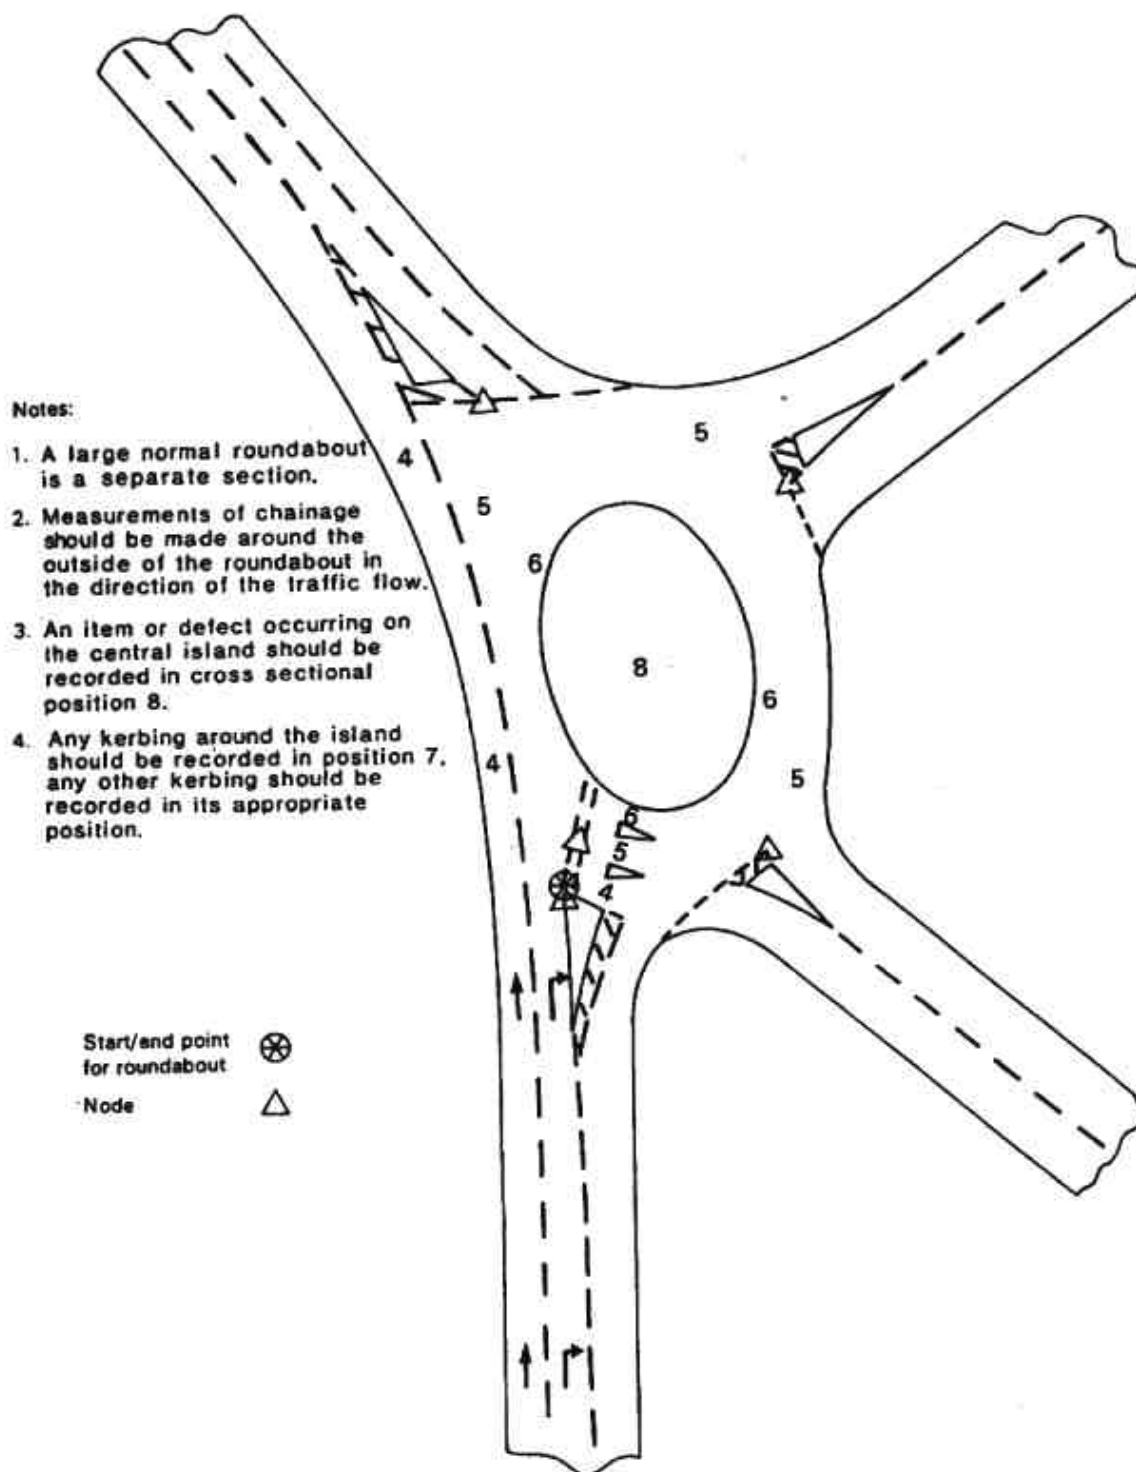 Notes:
1. A large normal roundabout
is a separate section.
2. Measurements of chainage
should be made around the
outside of the roundabout in
the direction of the traffic flow.
3. An item or defect occurring on
the central island should be
recorded in cross sectional
position 8.
4. Any kerbing around the island
should be recorded in position 7,
any other kerbing should be
recorded in its appropriate
position.
Start/end point
for roundabout
Node
4
5
5
6
8
6
4
5
6
5
4